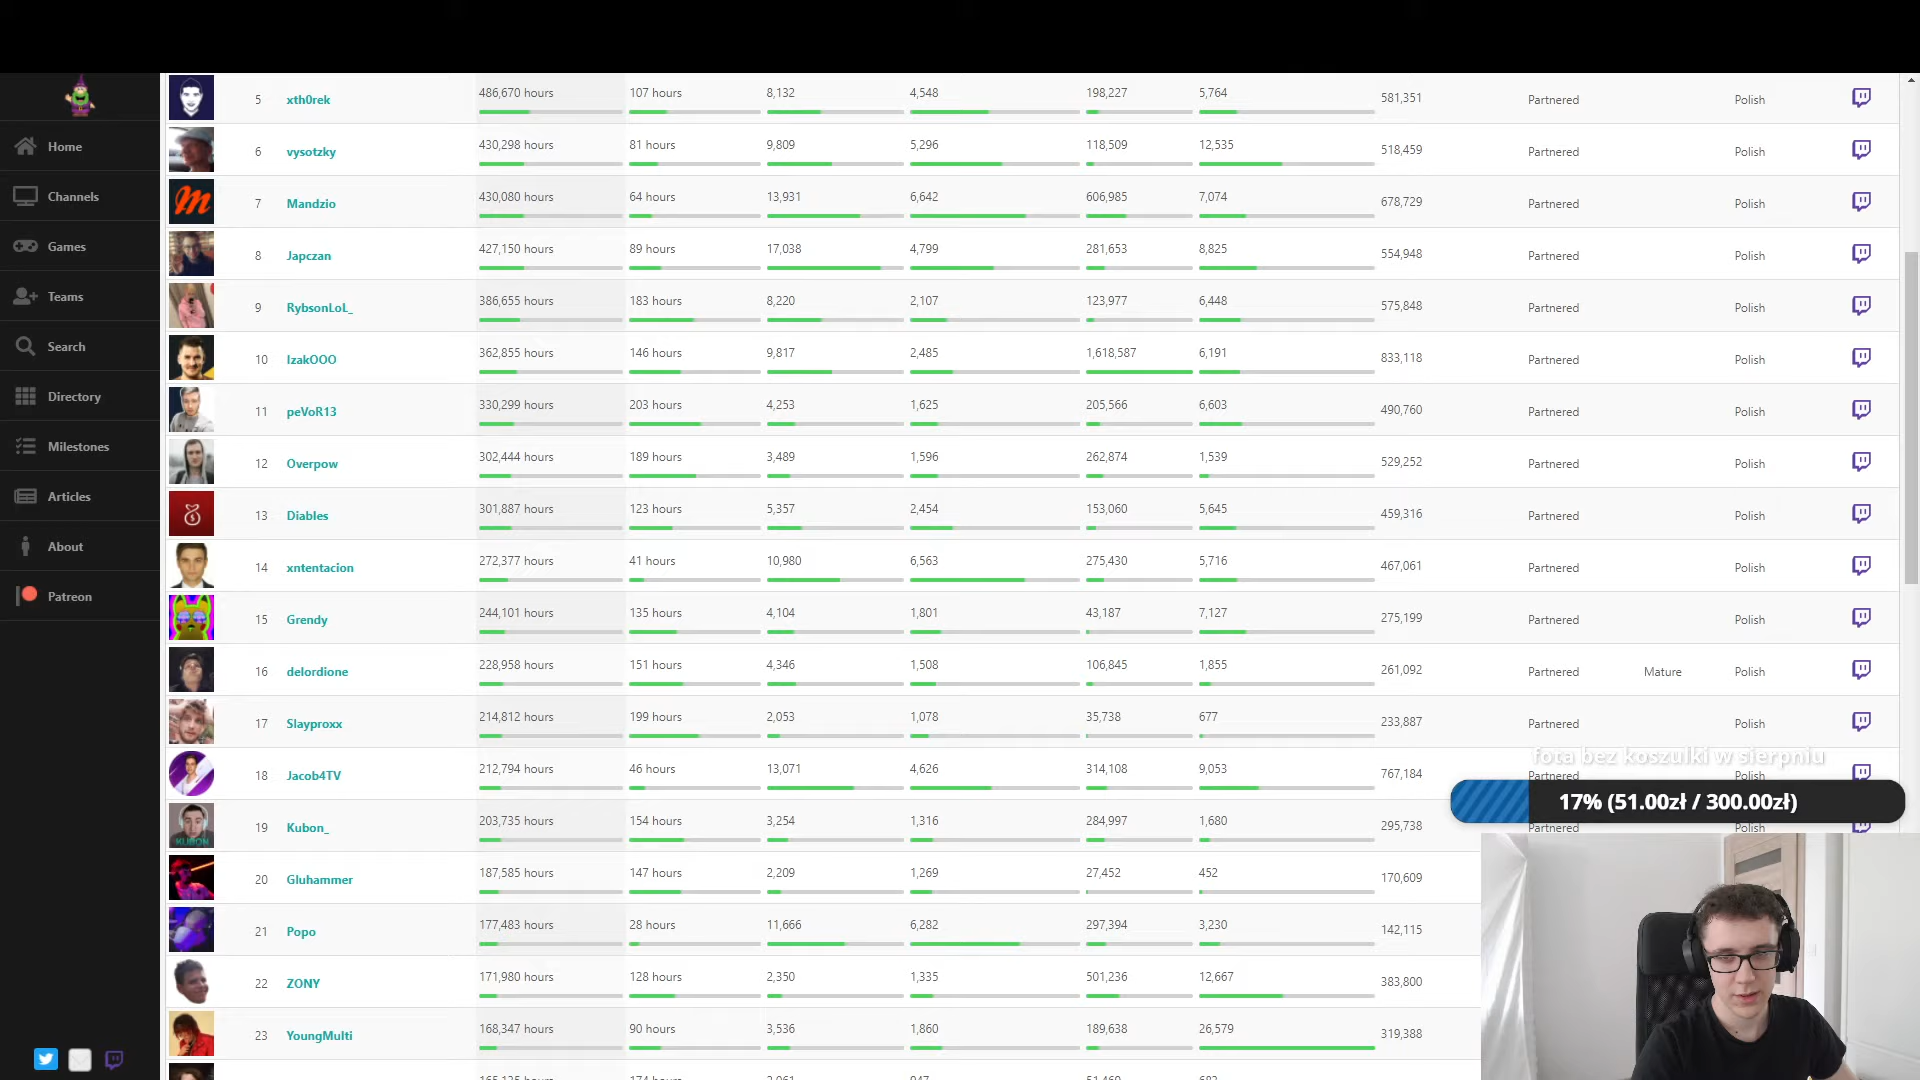 5 xth0rek 486,670 hours 107 hours 8,132 4,548 198,227 5,764 581,351 Partnered Polish
Home
6 vysotzky 430,298 hours 81 hours 9,809 5,296 118,509 12,535 518,459 Partnered Polish
Channels
7 Mandzio 430,080 hours 64 hours 13,931 6,642 606,985 7,074 678,729 Partnered Polish
Games
8 Japczan 427,150 hours 89 hours 17,038 4,799 281,653 8,825 554,948 Partnered Polish
Teams
9 RybsonLoL_ 386,655 hours 183 hours 8,220 2,107 123,977 6,448 575,848 Partnered Polish
Search
10 IzakOOO 362,855 hours 146 hours 9,817 2,485 1,618,587 6,191 833,118 Partnered Polish
Directory
11 peVoR13 330,299 hours 203 hours 4,253 1,625 205,566 6,603 490,760 Partnered Polish
Milestones
12 Overpow 302,444 hours 189 hours 3,489 1,596 262,874 1,539 529,252 Partnered Polish
Articles
13 Diables 301,887 hours 123 hours 5,357 2,454 153,060 5,645 459,316 Partnered Polish
About
14 xntentacion 272,377 hours 41 hours 10,980 6,563 275,430 5,716 467,061 Partnered Polish
Patreon
15 Grendy 244,101 hours 135 hours 4,104 1,801 43,187 7,127 275,199 Partnered Polish
16 delordione 228,958 hours 151 hours 4,346 1,508 106,845 1,855 261,092 Partnered Mature Polish
17 Slayproxx 214,812 hours 199 hours 2,053 1,078 35,738 677 233,887 Partnered Polish
fota bez koszulki w sierpniu
18 Jacob4TV 212,794 hours 46 hours 13,071 4,626 314,108 9,053 767,184 Partnered Polish
17% (51.00zł / 300.00zł)
19 Kubon_ 203,735 hours 154 hours 3,254 1,316 284,997 1,680 295,738 Partnered Polish
KUBON
20 Gluhammer 187,585 hours 147 hours 2,209 1,269 27,452 452 170,609
21 Popo 177,483 hours 28 hours 11,666 6,282 297,394 3,230 142,115
22 ZONY 171,980 hours 128 hours 2,350 1,335 501,236 12,667 383,800
23 YoungMulti 168,347 hours 90 hours 3,536 1,860 189,638 26,579 319,388